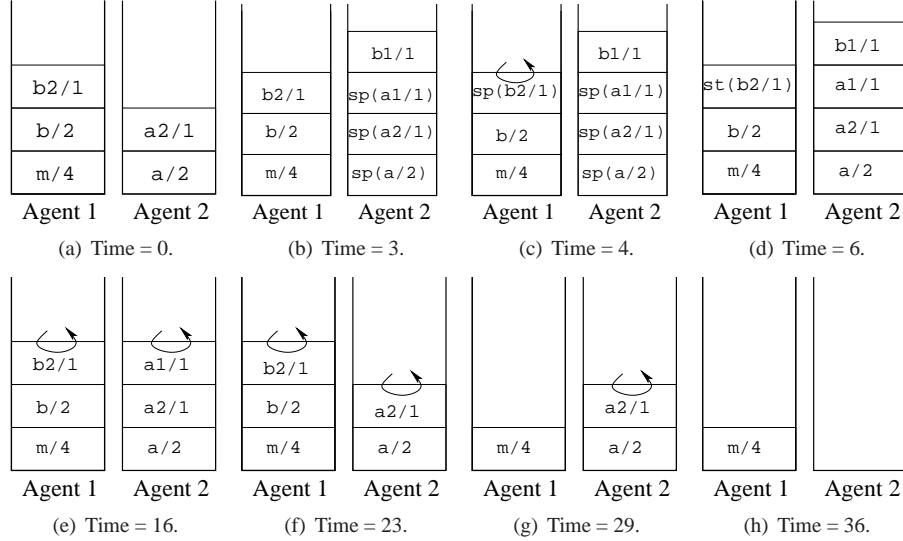 b2/1
b/2
m/4
Agent 1
a2/1
a/2
Agent 2
(a) Time = 0.
b2/1
b/2
m/4
Agent 1
b1/1
sp(a1/1)
sp(a2/1)
sp(a/2)
Agent 2
(b) Time = 3.
sp(b2/1)
b/2
m/4
Agent 1
b1/1
sp(a1/1)
sp(a2/1)
sp(a/2)
Agent 2
(c) Time = 4.
st(b2/1)
b/2
m/4
Agent 1
b1/1
a1/1
a2/1
a/2
Agent 2
(d) Time = 6.
b2/1
b/2
m/4
Agent 1
a1/1
a2/1
a/2
Agent 2
(e) Time = 16.
b2/1
b/2
m/4
Agent 1
a2/1
a/2
Agent 2
(f) Time = 23.
m/4
Agent 1
a2/1
a/2
Agent 2
(g) Time = 29.
m/4
Agent 1
Agent 2
(h) Time = 36.